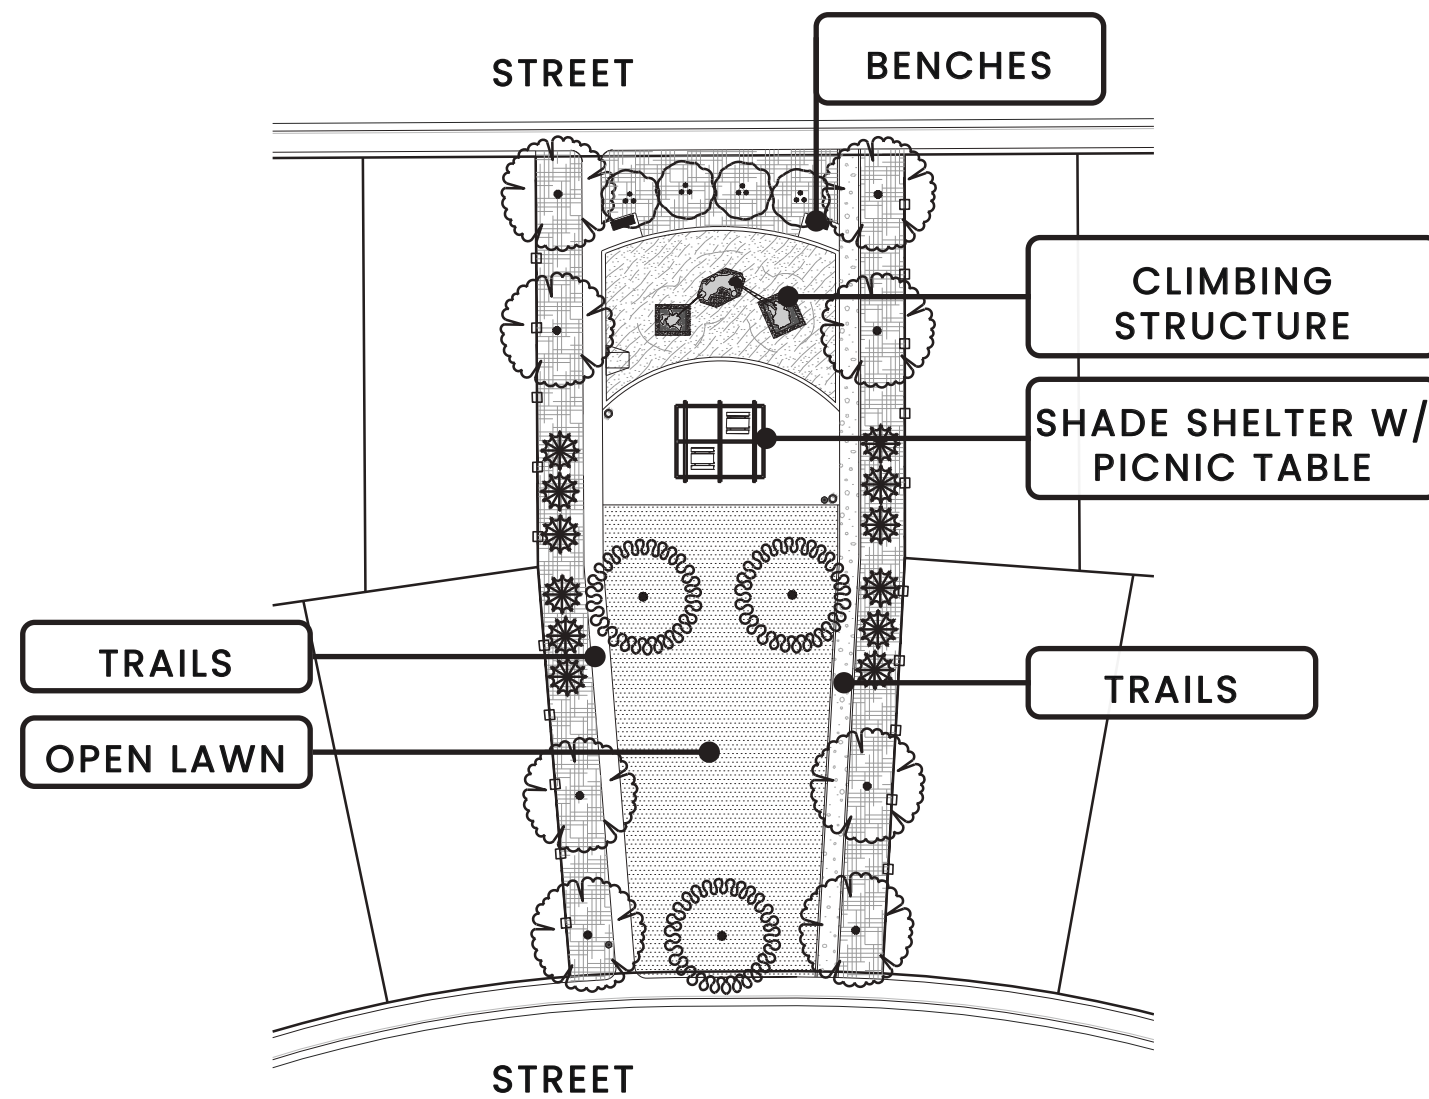 STREET
BENCHES
CLIMBING
STRUCTURE
SHADE SHELTER W/
PICNIC TABLE
TRAILS
TRAILS
OPEN LAWN
STREET